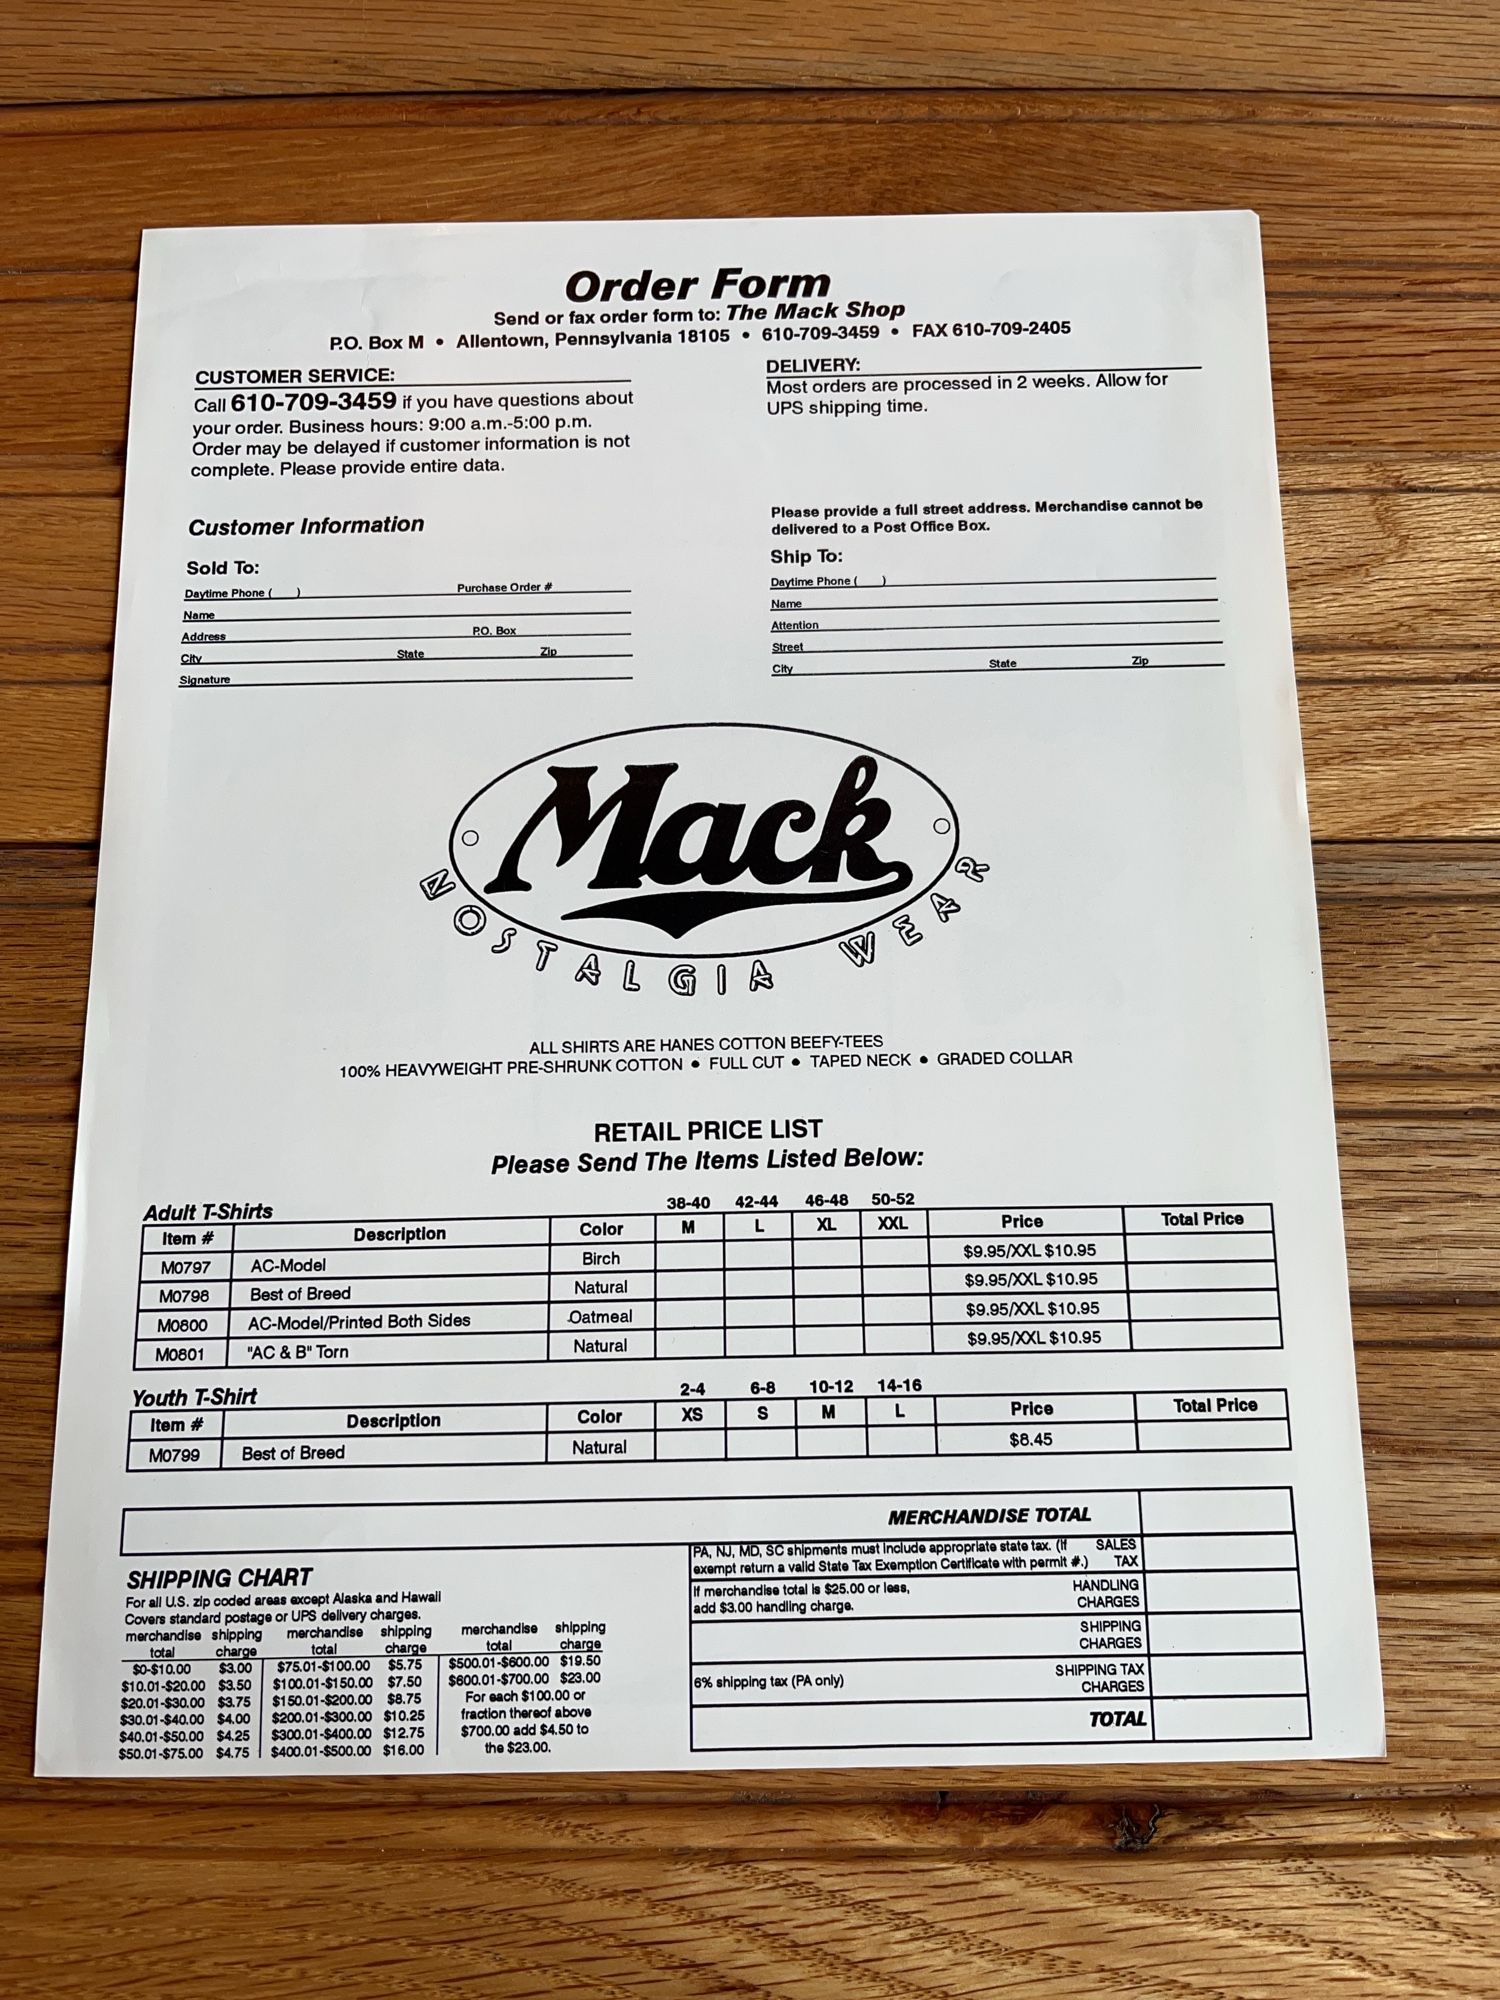 Order Form
Send or fax order form to: The Mack Shop
P.O. Box M • Allentown, Pennsylvania 18105 • 610-709-3459 • FAX 610-709-2405
CUSTOMER SERVICE:
Call 610-709-3459 if you have questions about
your order. Business hours: 9:00 a.m.-5:00 p.m.
Order may be delayed if customer information is not
complete. Please provide entire data.
DELIVERY:
Most orders are processed in 2 weeks. Allow for
UPS shipping time.
Customer Information
Sold To:
Daytime Phone ( ) Purchase Order #
Name
Address P.O. Box
City State Zip
Signature
Please provide a full street address. Merchandise cannot be
delivered to a Post Office Box.
Ship To:
Daytime Phone ( )
Name
Attention
Street
City State Zip
Mack
NOSTALGIA WEAR
ALL SHIRTS ARE HANES COTTON BEEFY-TEES
100% HEAVYWEIGHT PRE-SHRUNK COTTON • FULL CUT • TAPED NECK • GRADED COLLAR
RETAIL PRICE LIST
Please Send The Items Listed Below:
Adult T-Shirts 38-40 42-44 46-48 50-52
Item # Description Color M L XL XXL Price Total Price
M0797 AC-Model Birch $9.95/XXL $10.95
M0798 Best of Breed Natural $9.95/XXL $10.95
M0800 AC-Model/Printed Both Sides Oatmeal $9.95/XXL $10.95
M0801 "AC & B" Torn Natural $9.95/XXL $10.95
Youth T-Shirt 2-4 6-8 10-12 14-16
Item # Description Color XS S M L Price Total Price
M0799 Best of Breed Natural $8.45
MERCHANDISE TOTAL
PA, NJ, MD, SC shipments must include appropriate state tax. (If SALES
exempt return a valid State Tax Exemption Certificate with permit #.) TAX
If merchandise total is $25.00 or less, HANDLING
add $3.00 handling charge. CHARGES
SHIPPING
CHARGES
6% shipping tax (PA only) SHIPPING TAX
CHARGES
TOTAL
SHIPPING CHART
For all U.S. zip coded areas except Alaska and Hawaii
Covers standard postage or UPS delivery charges.
merchandise shipping merchandise shipping merchandise shipping
total charge total charge total charge
$0-$10.00 $3.00 $75.01-$100.00 $5.75 $500.01-$600.00 $19.50
$10.01-$20.00 $3.50 $100.01-$150.00 $7.50 $600.01-$700.00 $23.00
$20.01-$30.00 $3.75 $150.01-$200.00 $8.75 For each $100.00 or
$30.01-$40.00 $4.00 $200.01-$300.00 $10.25 fraction thereof above
$40.01-$50.00 $4.25 $300.01-$400.00 $12.75 $700.00 add $4.50 to
$50.01-$75.00 $4.75 $400.01-$500.00 $16.00 the $23.00.